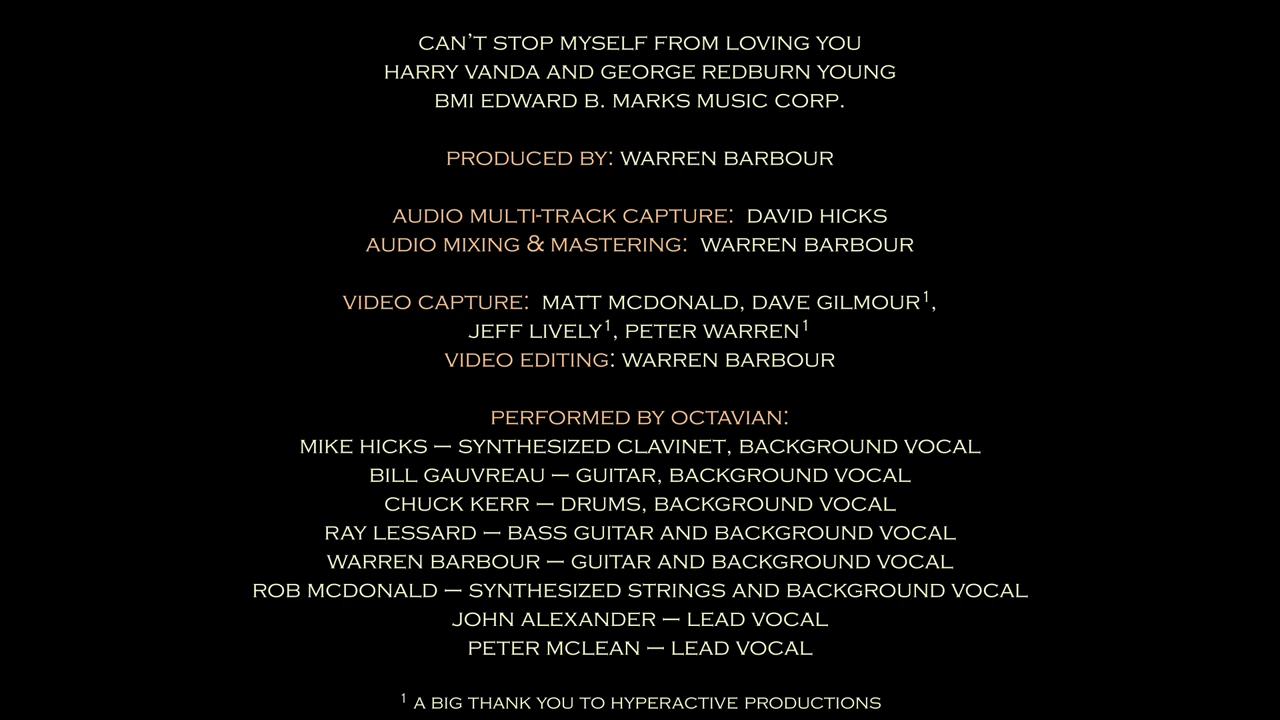 CAN'T STOP MYSELF FROM LOVING YOU
HARRY VANDA AND GEORGE REDBURN YOUNG
BMI EDWARD B. MARKS MUSIC CORP.
PRODUCED BY: WARREN BARBOUR
AUDIO MULTI-TRACK CAPTURE: DAVID HICKS
AUDIO MIXING & MASTERING: WARREN BARBOUR
VIDEO CAPTURE: MATT MCDONALD, DAVE GILMOUR¹,
JEFF LIVELY¹, PETER WARREN¹
VIDEO EDITING: WARREN BARBOUR
PERFORMED BY OCTAVIAN:
MIKE HICKS — SYNTHESIZED CLAVINET, BACKGROUND VOCAL
BILL GAUVREAU — GUITAR, BACKGROUND VOCAL
CHUCK KERR — DRUMS, BACKGROUND VOCAL
RAY LESSARD — BASS GUITAR AND BACKGROUND VOCAL
WARREN BARBOUR — GUITAR AND BACKGROUND VOCAL
ROB MCDONALD — SYNTHESIZED STRINGS AND BACKGROUND VOCAL
JOHN ALEXANDER — LEAD VOCAL
PETER MCLEAN — LEAD VOCAL
¹ A BIG THANK YOU TO HYPERACTIVE PRODUCTIONS